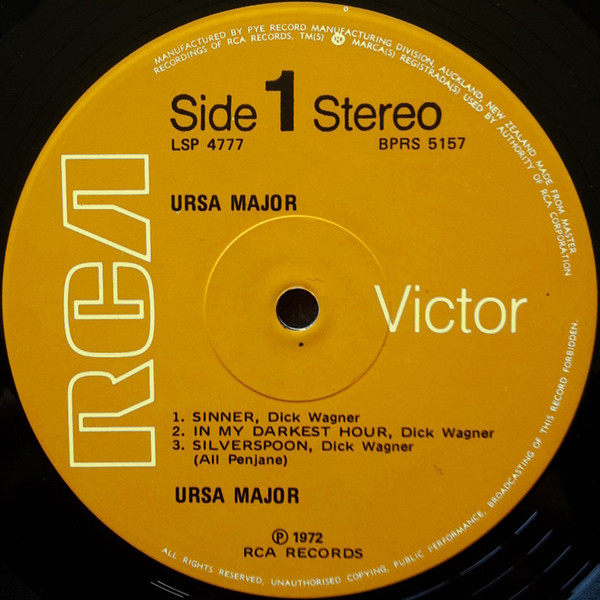 MANUFACTURED BY PYE RECORD MANUFACTURING DIVISION, AUCKLAND, NEW ZEALAND MADE FROM MASTER
RECORDINGS OF RCA RECORDS. TM(S) ® MARCA(S) REGISTRADA(S) USED BY AUTHORITY OF RCA CORPORATION
Side 1 Stereo
LSP 4777 BPRS 5157
URSA MAJOR
RCA
Victor
1. SINNER, Dick Wagner
2. IN MY DARKEST HOUR, Dick Wagner
3. SILVERSPOON, Dick Wagner
(All Penjane)
URSA MAJOR
℗ 1972
RCA RECORDS
ALL RIGHTS RESERVED, UNAUTHORISED COPYING, PUBLIC PERFORMANCE, BROADCASTING OF THIS RECORD FORBIDDEN.